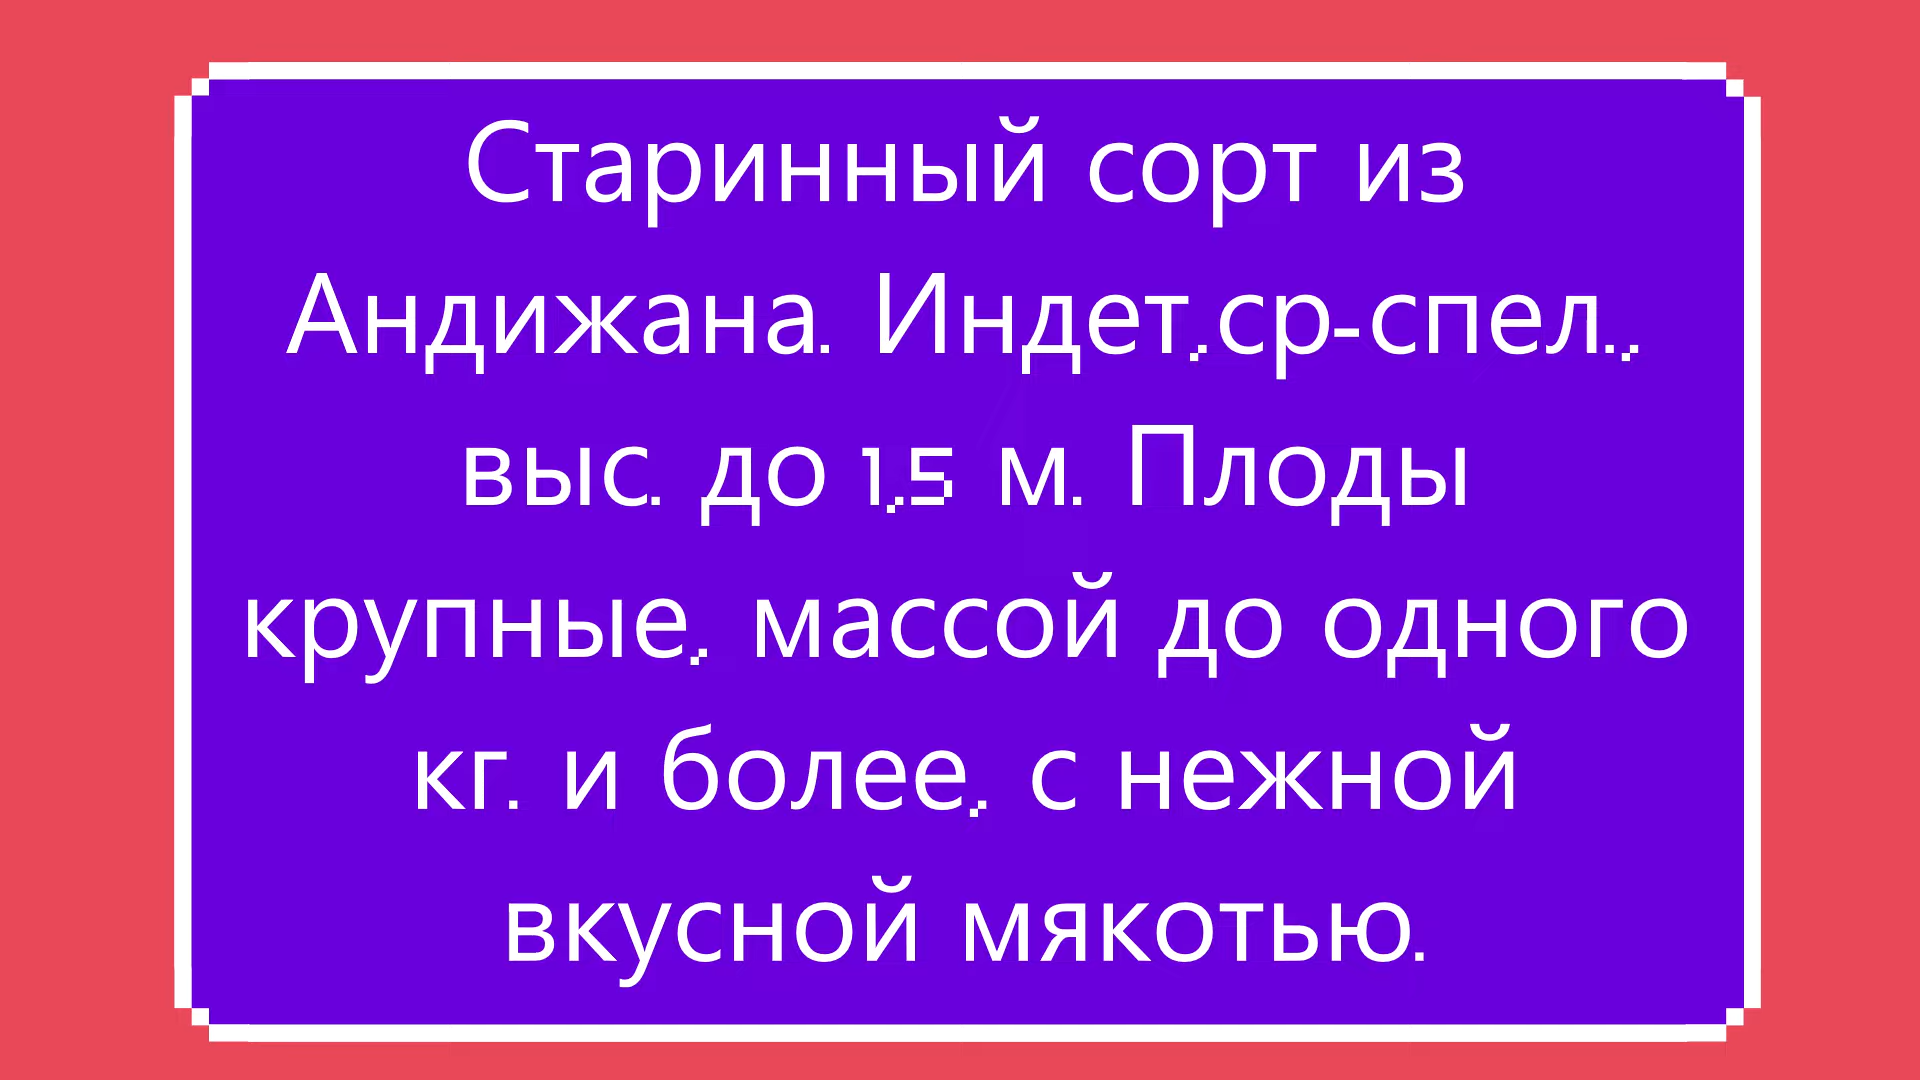 Старинный сорт из
Андижана. Индет,ср-спел.,
выс. до 1,5 м. Плоды
крупные, массой до одного
кг. и более, с нежной
вкусной мякотью.